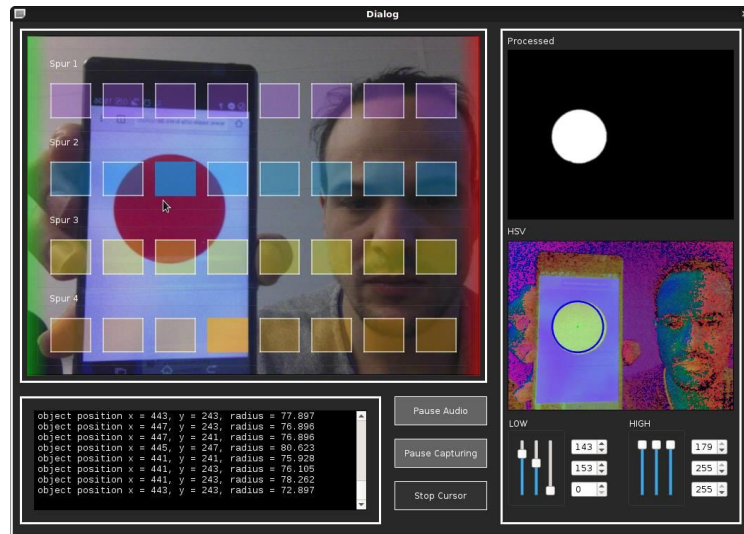 Dialog
Spur 1
Spur 2
Spur 3
Spur 4
object position x = 443, y = 243, radius = 77.897
object position x = 447, y = 243, radius = 76.896
object position x = 447, y = 241, radius = 76.896
object position x = 445, y = 247, radius = 80.623
object position x = 441, y = 241, radius = 75.928
object position x = 441, y = 243, radius = 76.105
object position x = 441, y = 243, radius = 78.262
object position x = 443, y = 243, radius = 72.897
Pause Audio
Pause Capturing
Stop Cursor
Processed
HSV
LOW
143
153
0
HIGH
179
255
255